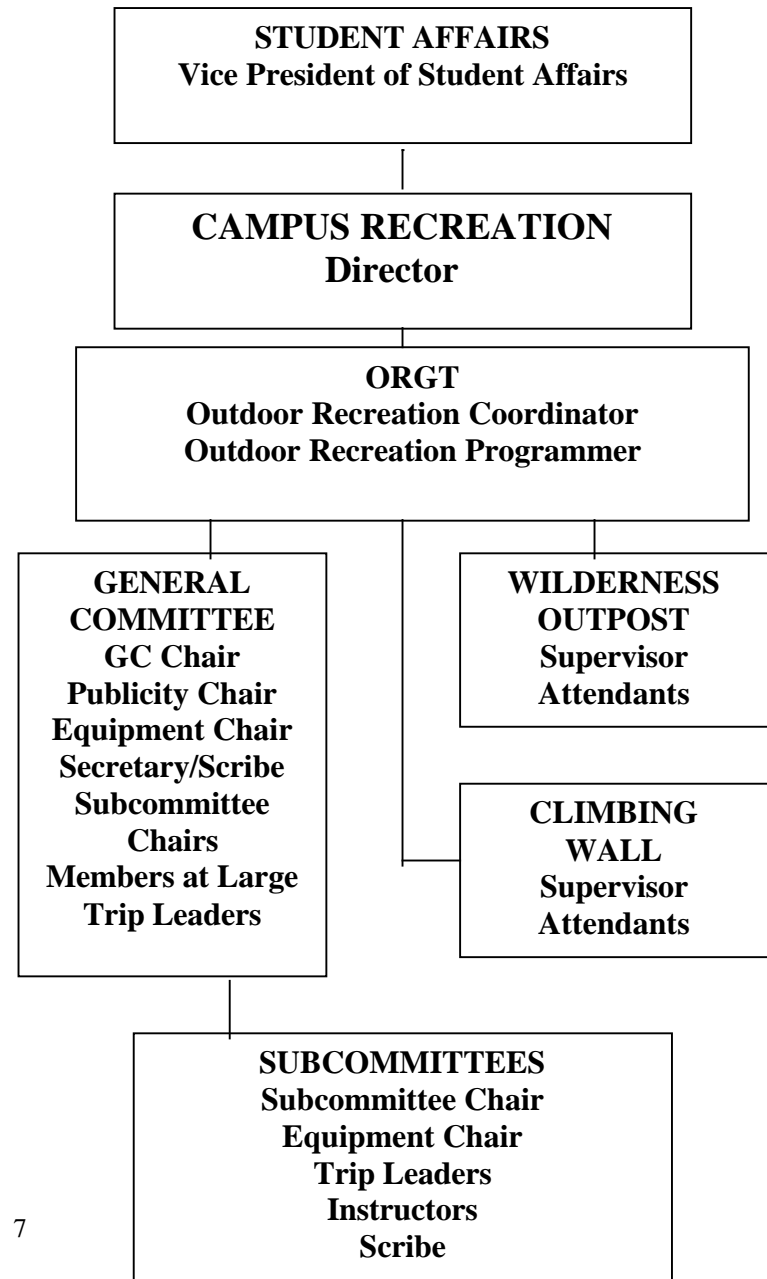 STUDENT AFFAIRS
Vice President of Student Affairs
CAMPUS RECREATION
Director
ORGT
Outdoor Recreation Coordinator
Outdoor Recreation Programmer
GENERAL
COMMITTEE
GC Chair
Publicity Chair
Equipment Chair
Secretary/Scribe
Subcommittee
Chairs
Members at Large
Trip Leaders
WILDERNESS
OUTPOST
Supervisor
Attendants
CLIMBING
WALL
Supervisor
Attendants
SUBCOMMITTEES
Subcommittee Chair
Equipment Chair
Trip Leaders
Instructors
Scribe
7